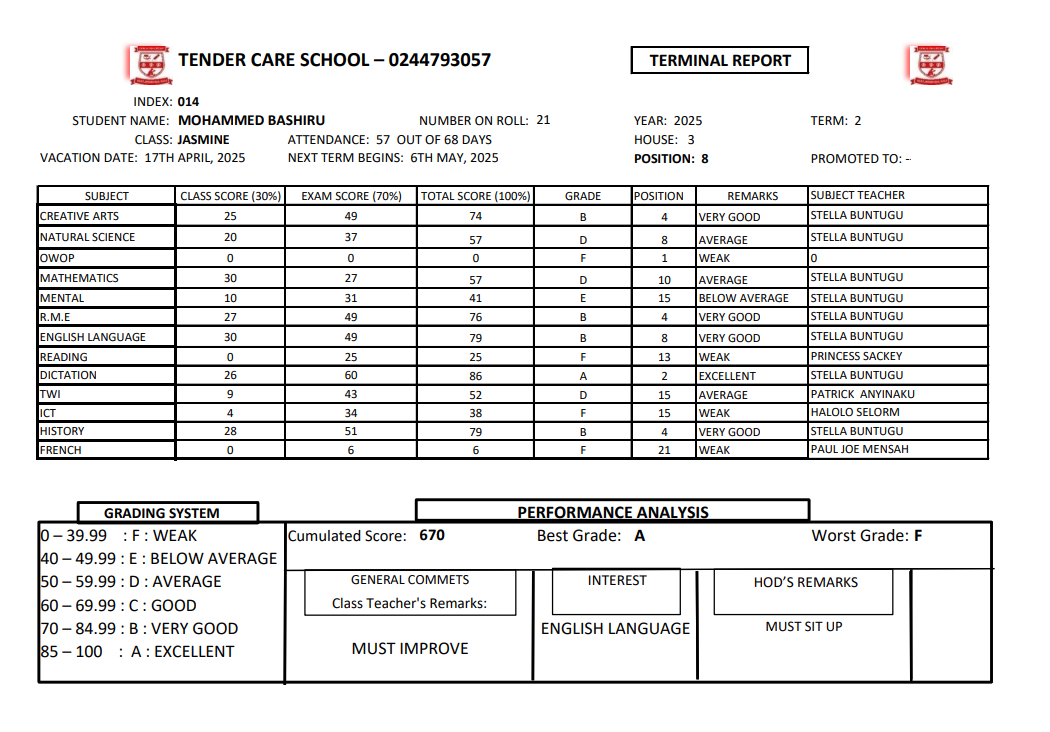 TENDER CARE SCHOOL – 0244793057
TERMINAL REPORT
INDEX: 014
STUDENT NAME: MOHAMMED BASHIRU NUMBER ON ROLL: 21 YEAR: 2025 TERM: 2
CLASS: JASMINE ATTENDANCE: 57 OUT OF 68 DAYS HOUSE: 3
VACATION DATE: 17TH APRIL, 2025 NEXT TERM BEGINS: 6TH MAY, 2025 POSITION: 8 PROMOTED TO: --
SUBJECT CLASS SCORE (30%) EXAM SCORE (70%) TOTAL SCORE (100%) GRADE POSITION REMARKS SUBJECT TEACHER
CREATIVE ARTS 25 49 74 B 4 VERY GOOD STELLA BUNTUGU
NATURAL SCIENCE 20 37 57 D 8 AVERAGE STELLA BUNTUGU
OWOP 0 0 0 F 1 WEAK 0
MATHEMATICS 30 27 57 D 10 AVERAGE STELLA BUNTUGU
MENTAL 10 31 41 E 15 BELOW AVERAGE STELLA BUNTUGU
R.M.E 27 49 76 B 4 VERY GOOD STELLA BUNTUGU
ENGLISH LANGUAGE 30 49 79 B 8 VERY GOOD STELLA BUNTUGU
READING 0 25 25 F 13 WEAK PRINCESS SACKEY
DICTATION 26 60 86 A 2 EXCELLENT STELLA BUNTUGU
TWI 9 43 52 D 15 AVERAGE PATRICK ANYINAKU
ICT 4 34 38 F 15 WEAK HALOLO SELORM
HISTORY 28 51 79 B 4 VERY GOOD STELLA BUNTUGU
FRENCH 0 6 6 F 21 WEAK PAUL JOE MENSAH
GRADING SYSTEM
0 – 39.99 : F : WEAK
40 – 49.99 : E : BELOW AVERAGE
50 – 59.99 : D : AVERAGE
60 – 69.99 : C : GOOD
70 – 84.99 : B : VERY GOOD
85 – 100 : A : EXCELLENT
PERFORMANCE ANALYSIS
Cumulated Score: 670 Best Grade: A Worst Grade: F
GENERAL COMMETS
Class Teacher's Remarks:
MUST IMPROVE
INTEREST
ENGLISH LANGUAGE
HOD'S REMARKS
MUST SIT UP